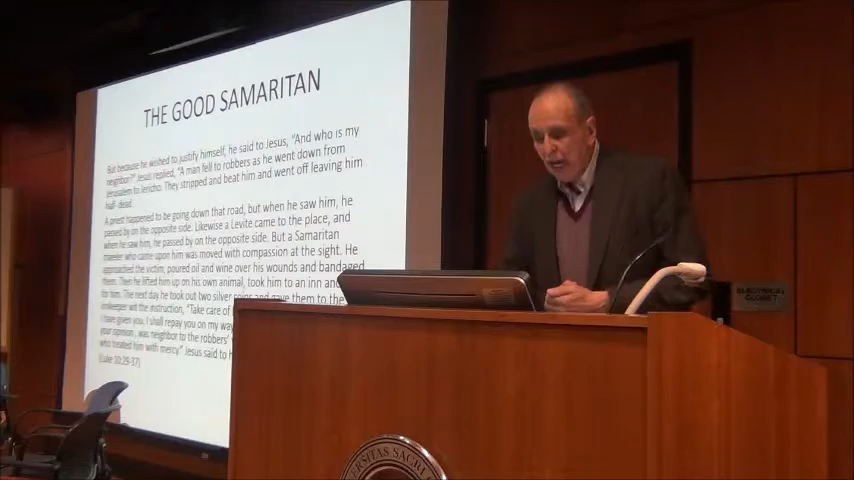 THE GOOD SAMARITAN
But because he wished to justify himself, he said to Jesus, "And who is my
neighbor?" Jesus replied, "A man fell to robbers as he went down from
Jerusalem to Jericho. They stripped and beat him and went off leaving him
half- dead.
A priest happened to be going down that road, but when he saw him, he
passed by on the opposite side. Likewise a Levite came to the place, and
when he saw him, he passed by on the opposite side. But a Samaritan
traveler who came upon him was moved with compassion at the sight. He
approached the victim, poured oil and wine over his wounds and bandaged
them. Then he lifted him up on his own animal, took him to an inn and
for him. The next day he took out two silver coins and gave them to the
innkeeper wit the instruction, "Take care of
I have given you, I shall repay you on my way
your opinion, was neighbor to the robbers'
who treated him with mercy." Jesus said to h
(Luke 10:29-37)
ELECTRICAL
CLOSET
VERSITAS SACRI